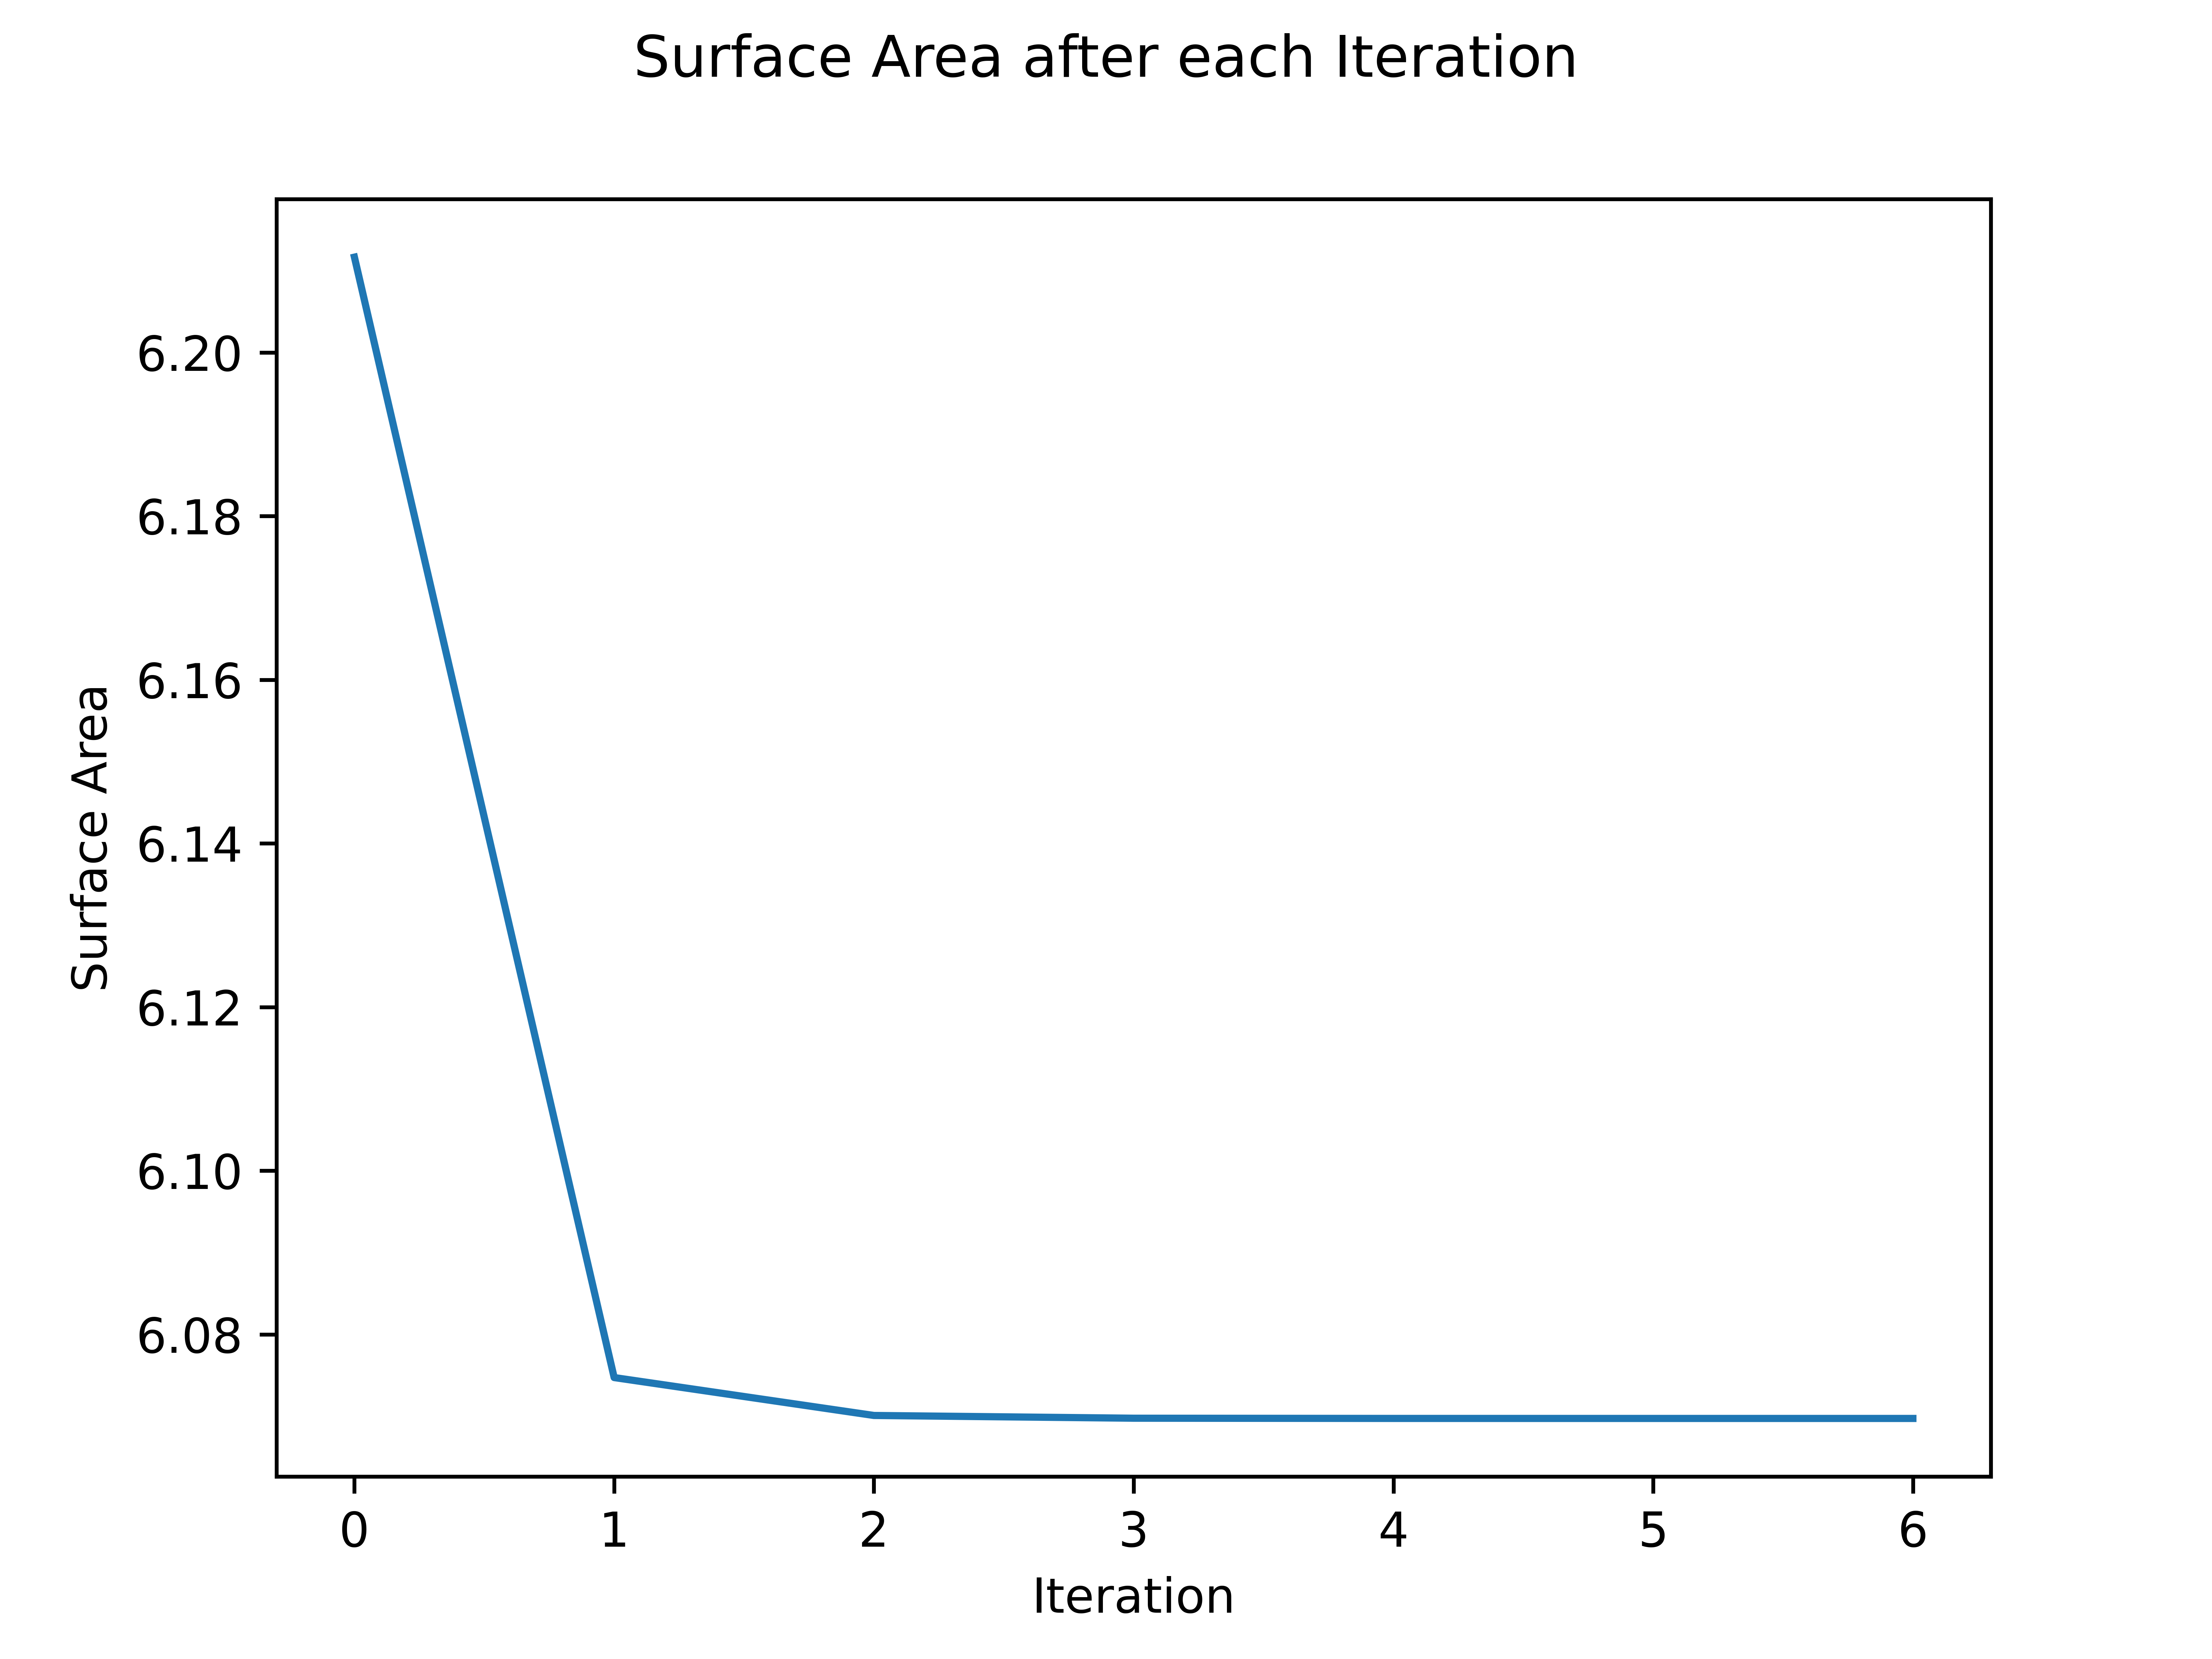 Surface Area after each Iteration
Surface Area
6.20
6.18
6.16
6.14
6.12
6.10
6.08
0 1 2 3 4 5 6
Iteration